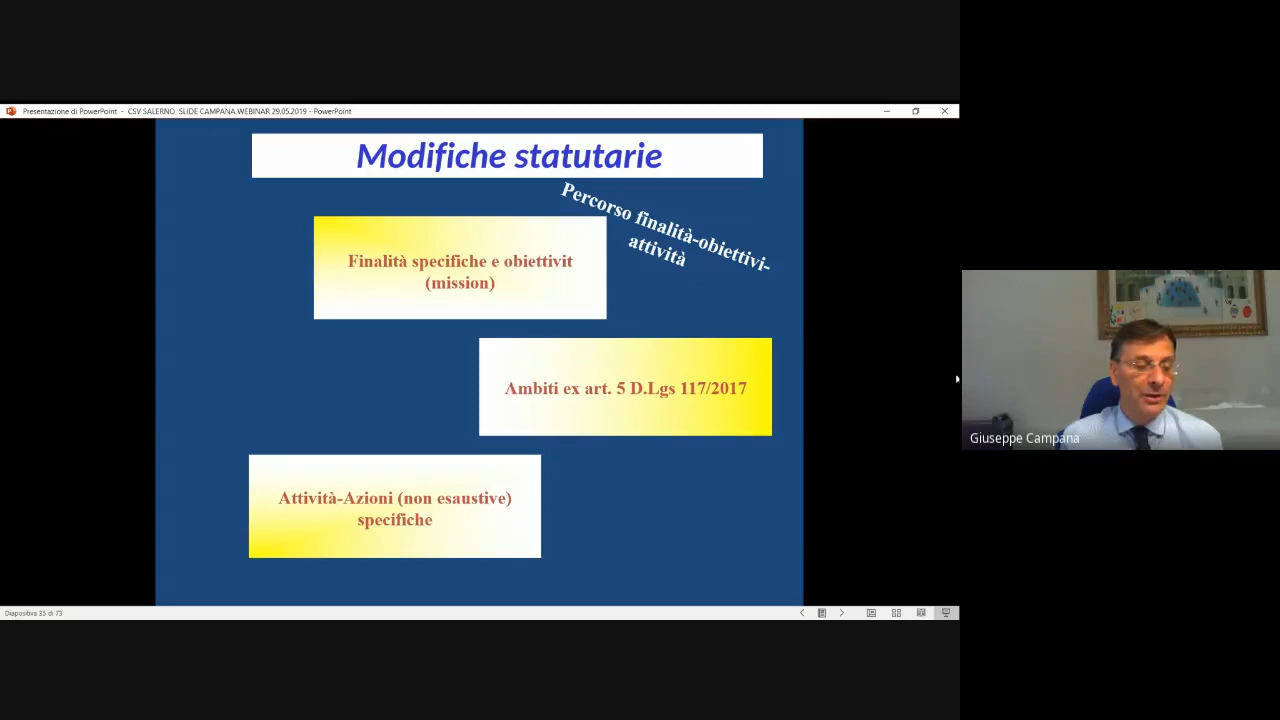 Presentazione di PowerPoint - CSV SALERNO SLIDE CAMPANA WEBINAR 29.05.2019 - PowerPoint
Modifiche statutarie
Percorso finalità-obiettivi-
attività
Finalità specifiche e obiettivit
(mission)
Ambiti ex art. 5 D.Lgs 117/2017
Attività-Azioni (non esaustive)
specifiche
Giuseppe Campana
Diapositiva 35 di 73